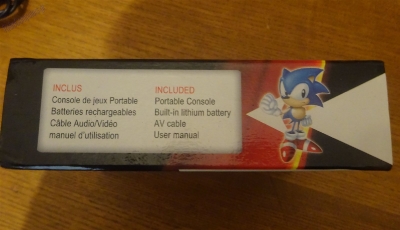 INCLUS
Console de jeux Portable
Batteries rechargeables
Câble Audio/Vidéo
manuel d'utilisation
INCLUDED
Portable Console
Built-in lithium battery
AV cable
User manual